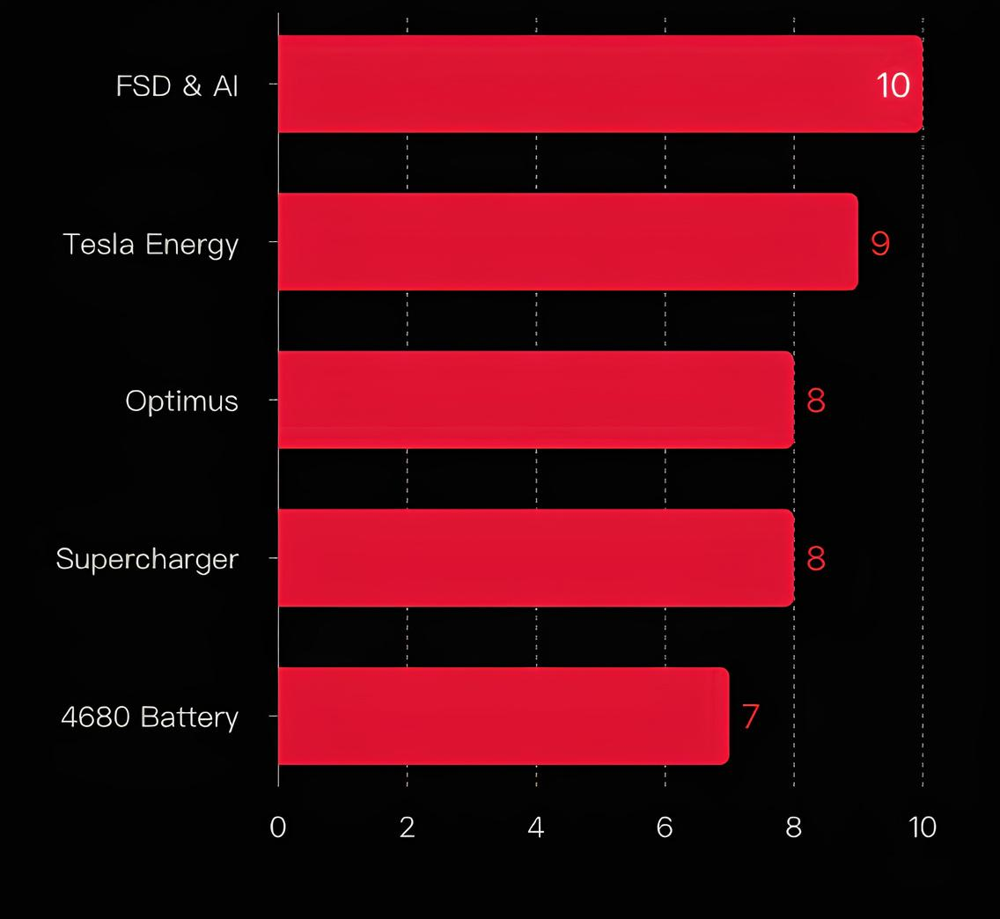 FSD & AI
10
Tesla Energy
9
Optimus
8
Supercharger
8
4680 Battery
7
0 2 4 6 8 10